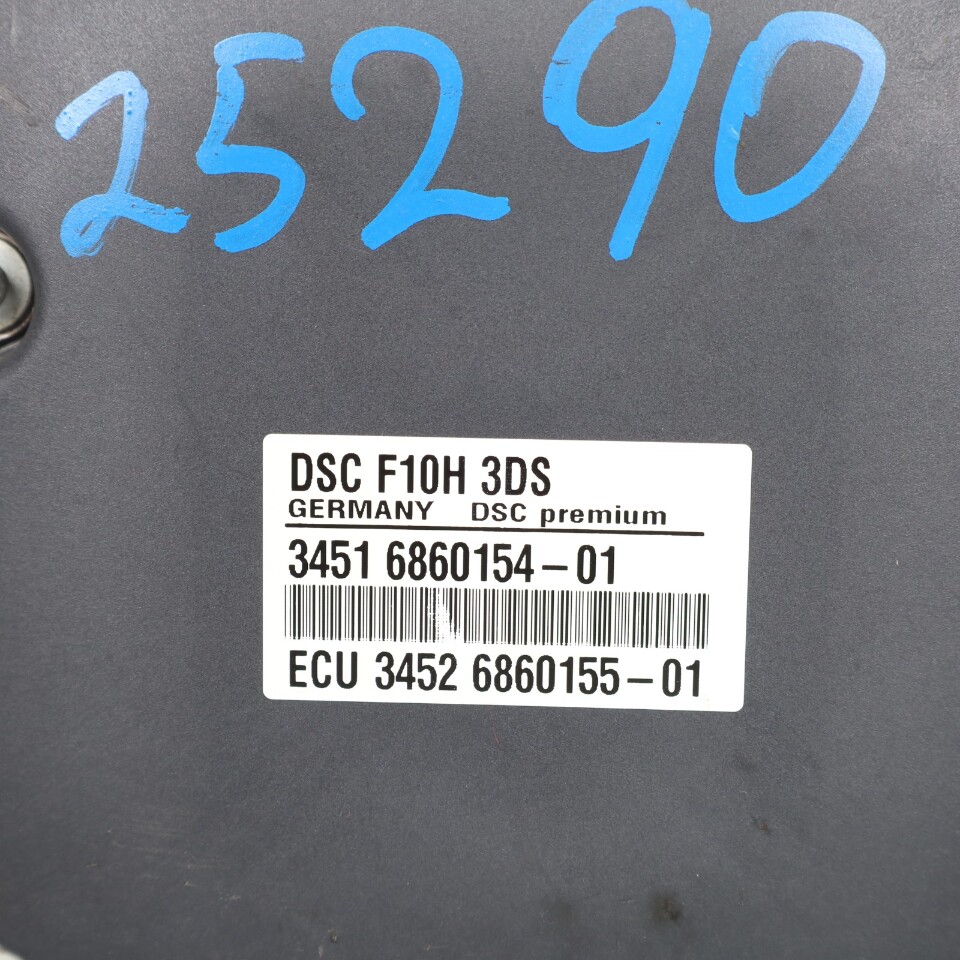 25290
DSC F10H 3DS
GERMANY DSC premium
3451 6860154-01
ECU 3452 6860155-01